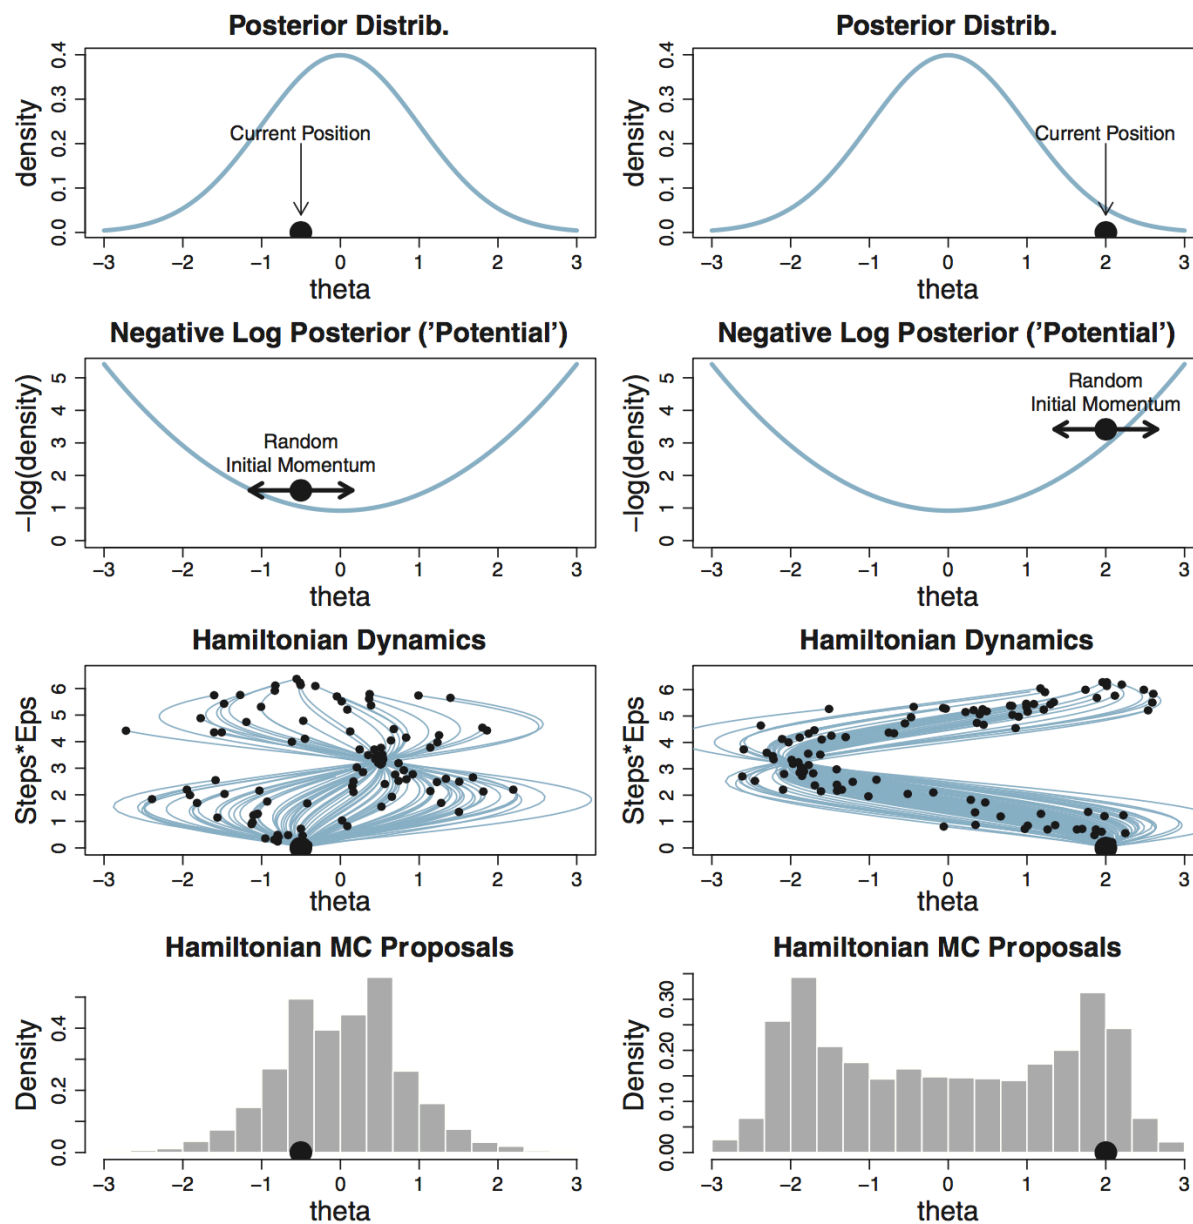 Posterior Distrib.
density
0.0 0.1 0.2 0.3 0.4
Current Position
−3 −2 −1 0 1 2 3
theta
Posterior Distrib.
density
0.0 0.1 0.2 0.3 0.4
Current Position
−3 −2 −1 0 1 2 3
theta
Negative Log Posterior (’Potential’)
−log(density)
0 1 2 3 4 5
Random
Initial Momentum
−3 −2 −1 0 1 2 3
theta
Negative Log Posterior (’Potential’)
−log(density)
0 1 2 3 4 5
Random
Initial Momentum
−3 −2 −1 0 1 2 3
theta
Hamiltonian Dynamics
Steps*Eps
0 1 2 3 4 5 6
−3 −2 −1 0 1 2 3
theta
Hamiltonian Dynamics
Steps*Eps
0 1 2 3 4 5 6
−3 −2 −1 0 1 2 3
theta
Hamiltonian MC Proposals
Density
0.0 0.2 0.4
−3 −2 −1 0 1 2 3
theta
Hamiltonian MC Proposals
Density
0.00 0.10 0.20 0.30
−3 −2 −1 0 1 2 3
theta